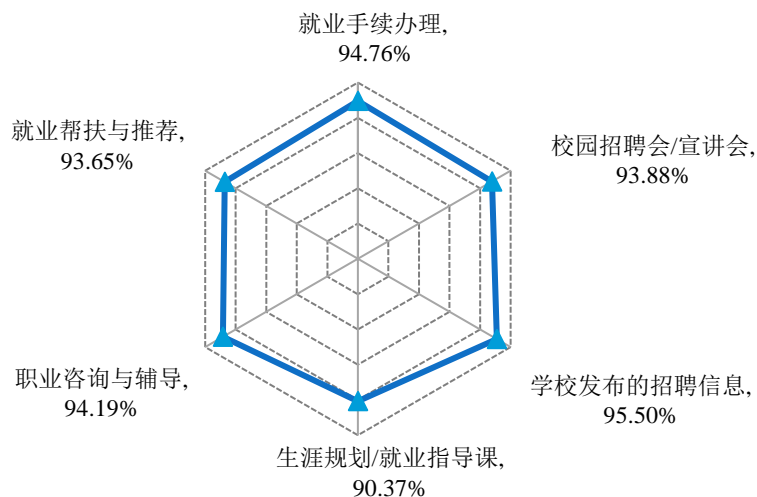 就业手续办理,
94.76%
就业帮扶与推荐,
93.65%
校园招聘会/宣讲会,
93.88%
职业咨询与辅导,
94.19%
学校发布的招聘信息,
95.50%
生涯规划/就业指导课,
90.37%